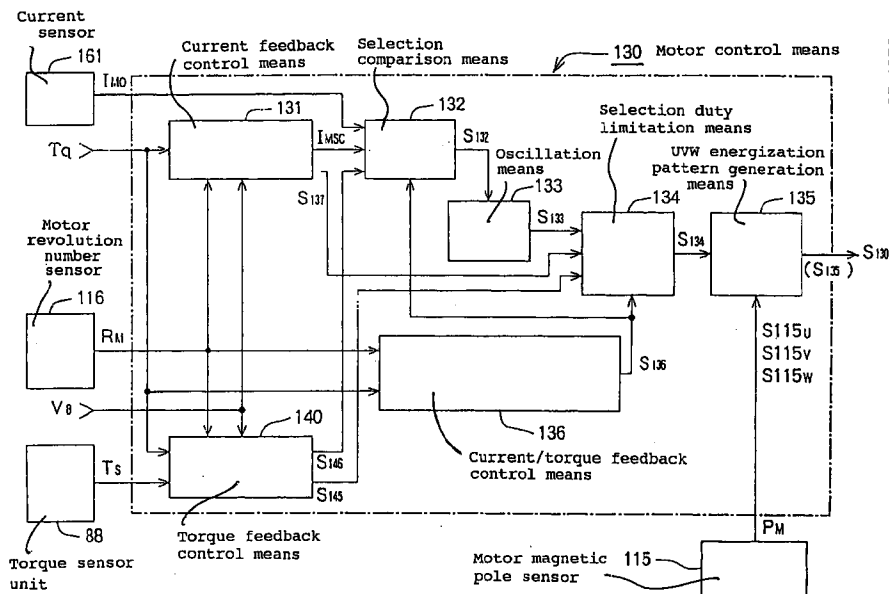 Current
sensor
161
IMO
Current feedback
control means
131
Selection
comparison means
132
130 Motor control means
Tq
IMSC
S132
S137
Oscillation
means
133
S133
Selection duty
limitation means
134
S134
UVW energization
pattern generation
means
135
S130
(S135)
Motor
revolution
number sensor
116
RM
S115U
S115V
S115W
S136
136
Current/torque feedback
control means
VB
140
TS
S146
S145
88
Torque sensor
unit
Torque feedback
control means
PM
Motor magnetic
pole sensor
115